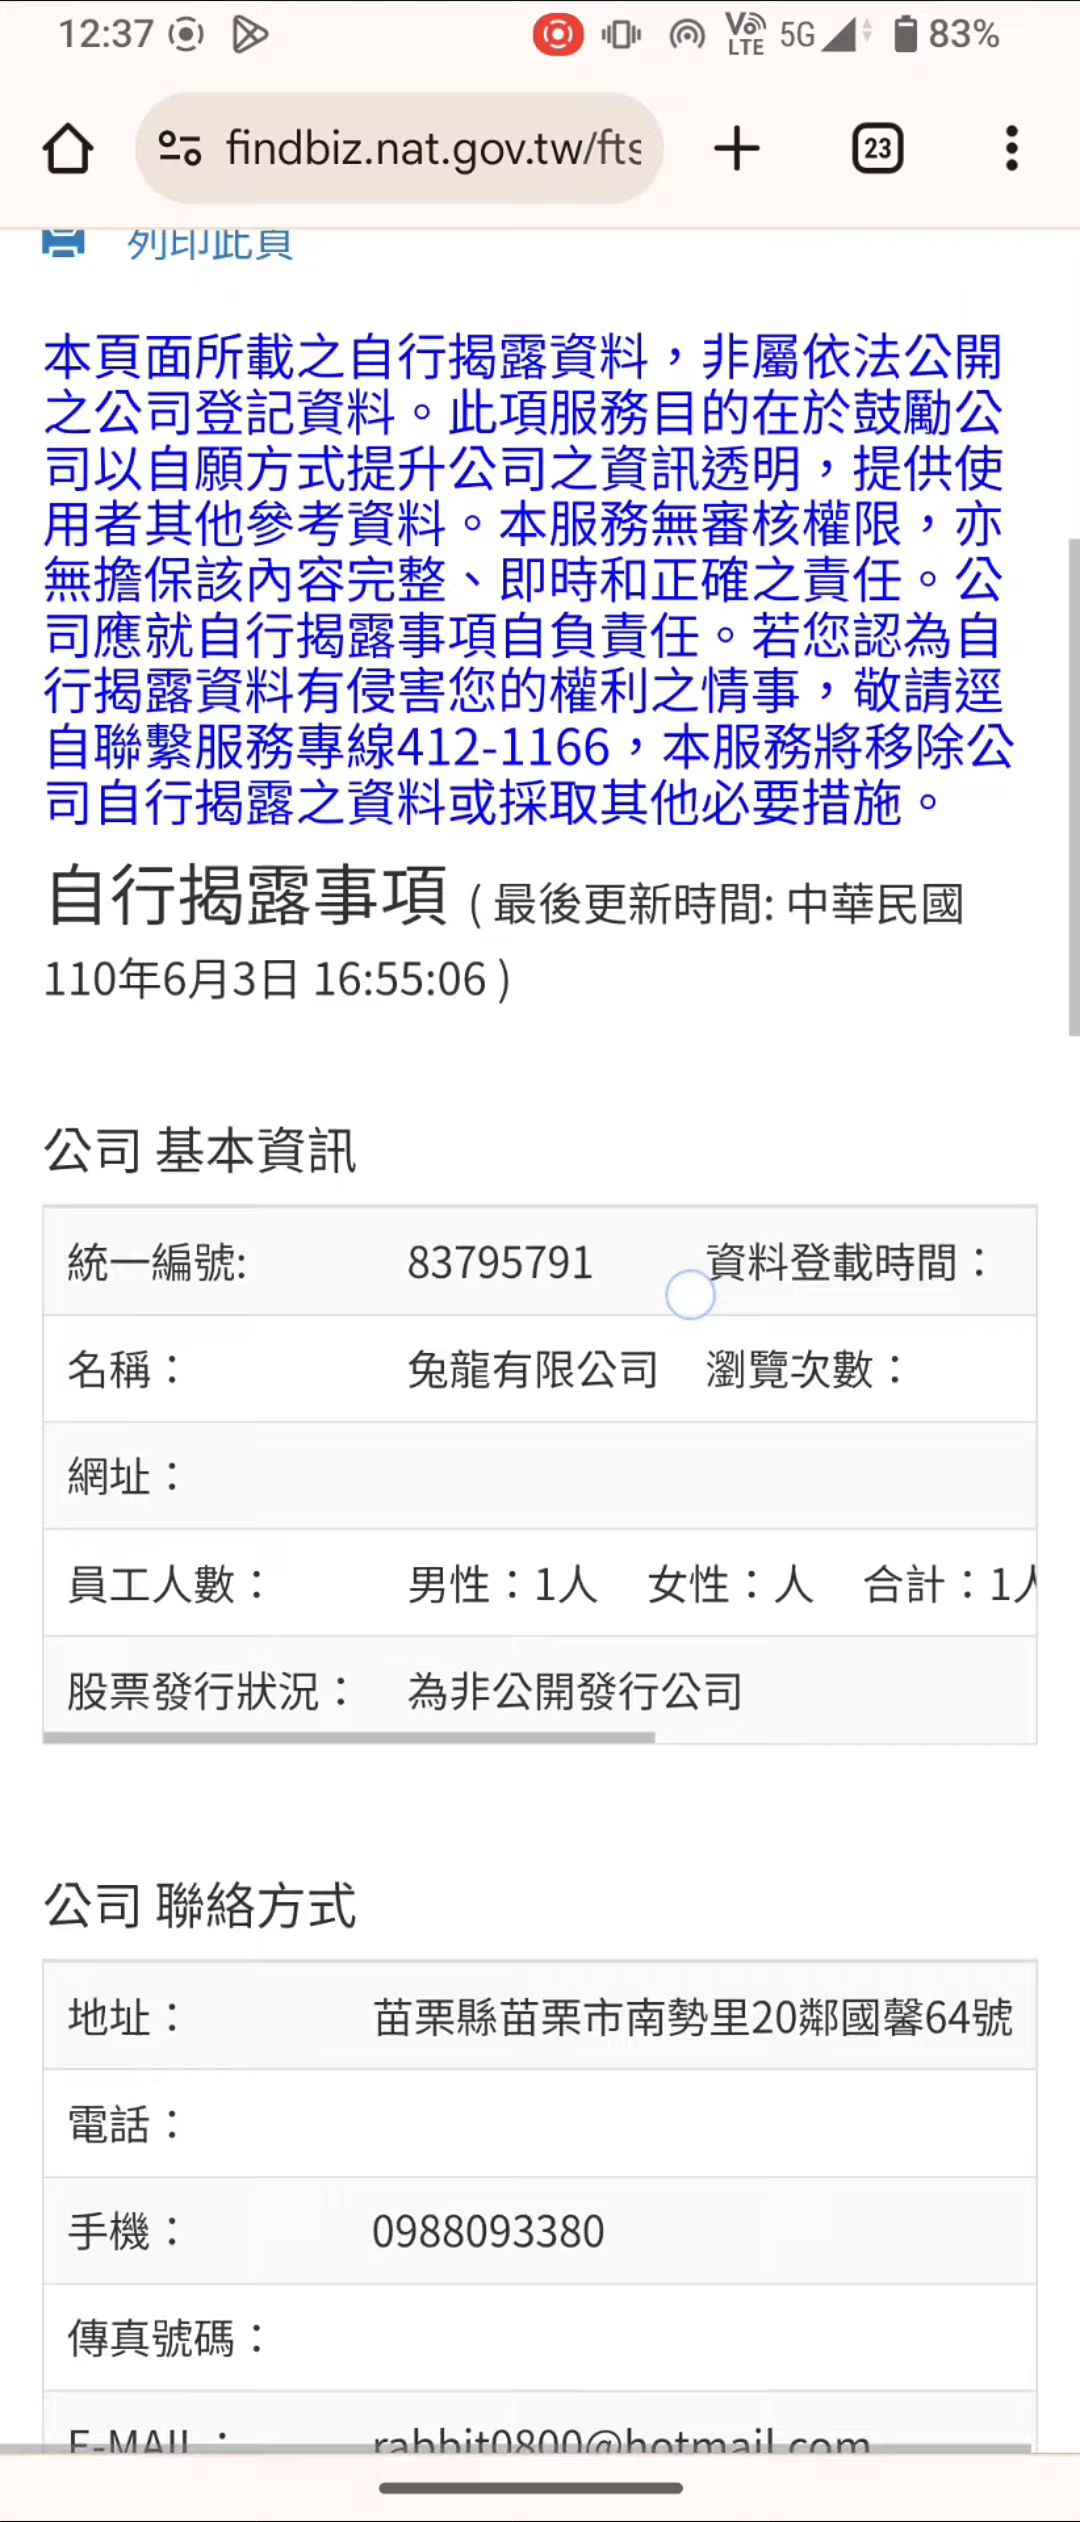 12:37
Vo LTE 5G 83%
findbiz.nat.gov.tw/fts
23
列印此頁
本頁面所載之自行揭露資料，非屬依法公開
之公司登記資料。此項服務目的在於鼓勵公
司以自願方式提升公司之資訊透明，提供使
用者其他參考資料。本服務無審核權限，亦
無擔保該內容完整、即時和正確之責任。公
司應就自行揭露事項自負責任。若您認為自
行揭露資料有侵害您的權利之情事，敬請逕
自聯繫服務專線412-1166，本服務將移除公
司自行揭露之資料或採取其他必要措施。
自行揭露事項 ( 最後更新時間: 中華民國
110年6月3日 16:55:06 )
公司 基本資訊
統一編號: 83795791 資料登載時間：
名稱： 兔龍有限公司 瀏覽次數：
網址：
員工人數： 男性：1人 女性：人 合計：1人
股票發行狀況： 為非公開發行公司
公司 聯絡方式
地址： 苗栗縣苗栗市南勢里20鄰國馨64號
電話：
手機： 0988093380
傳真號碼：
E-MAIL： rabbit0800@hotmail.com